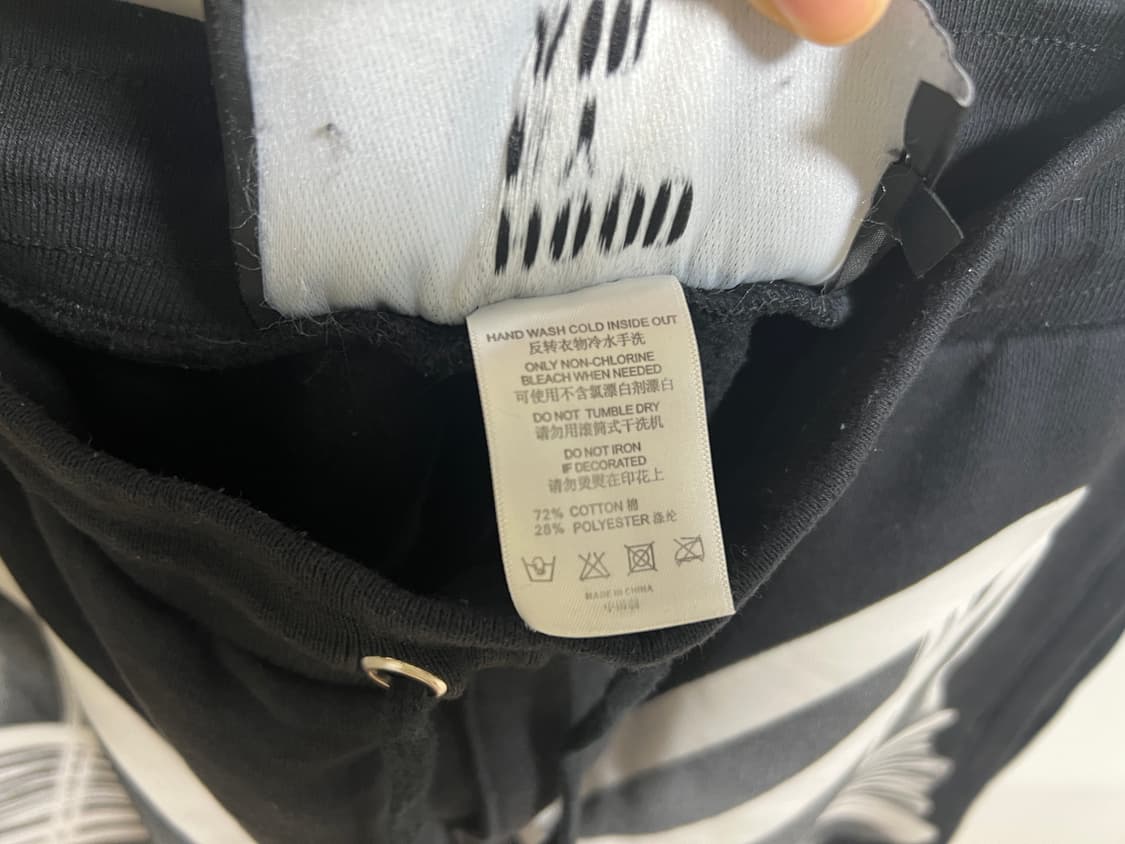 HAND WASH COLD INSIDE OUT
反转衣物冷水手洗
ONLY NON-CHLORINE
BLEACH WHEN NEEDED
可使用不含氯漂白剂漂白
DO NOT TUMBLE DRY
请勿用滚筒式干洗机
DO NOT IRON
IF DECORATED
请勿烫熨在印花上
72% COTTON 棉
28% POLYESTER 涤纶
MADE IN CHINA
中国制